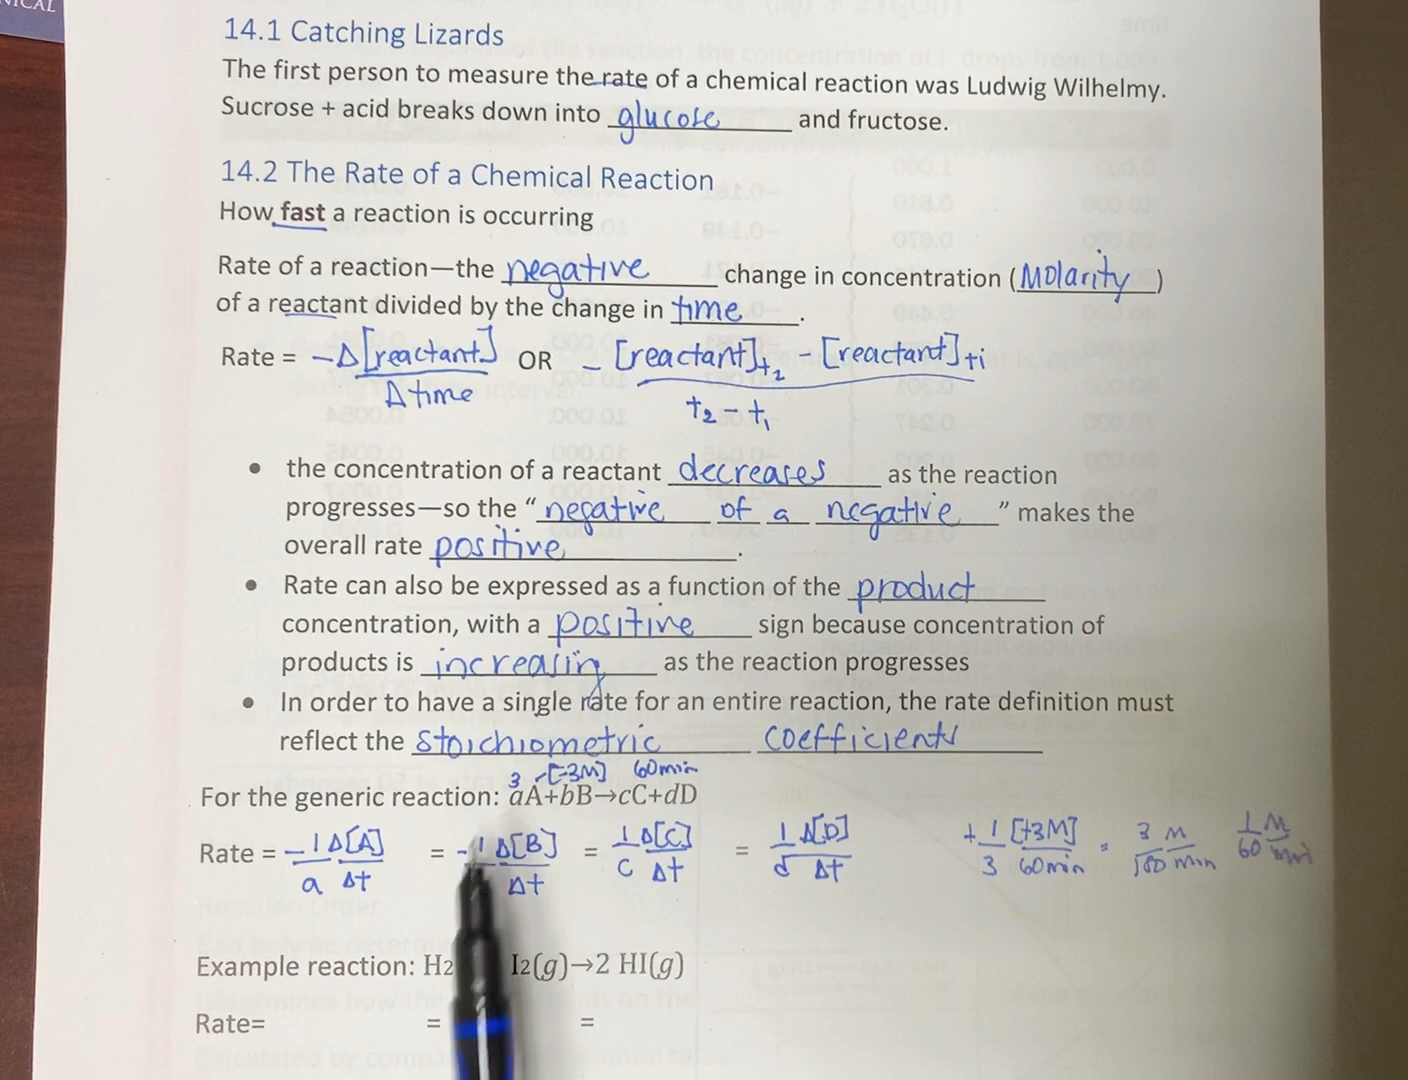 ICAL
14.1 Catching Lizards
The first person to measure the rate of a chemical reaction was Ludwig Wilhelmy.
Sucrose + acid breaks down into glucose and fructose.
14.2 The Rate of a Chemical Reaction
How fast a reaction is occurring
Rate of a reaction—the negative change in concentration (Molarity)
of a reactant divided by the change in time.
Rate = -Δ[reactant]/Δtime OR - [reactant]t2 - [reactant]ti / t2 - t1
• the concentration of a reactant decreases as the reaction
progresses—so the “negative of a negative” makes the
overall rate positive.
• Rate can also be expressed as a function of the product
concentration, with a positive sign because concentration of
products is increasing as the reaction progresses
• In order to have a single rate for an entire reaction, the rate definition must
reflect the stoichiometric coefficients
3 -[-3M] 60min
For the generic reaction: aA+bB→cC+dD
Rate = -1/a Δ[A]/Δt = -1 Δ[B]/Δt = 1/c Δ[C]/Δt = 1/d Δ[D]/Δt + 1/3 [+3M]/60min = 3/180 M/min 1/60 M/min
Example reaction: H2 I2(g)→2 HI(g)
Rate= = =